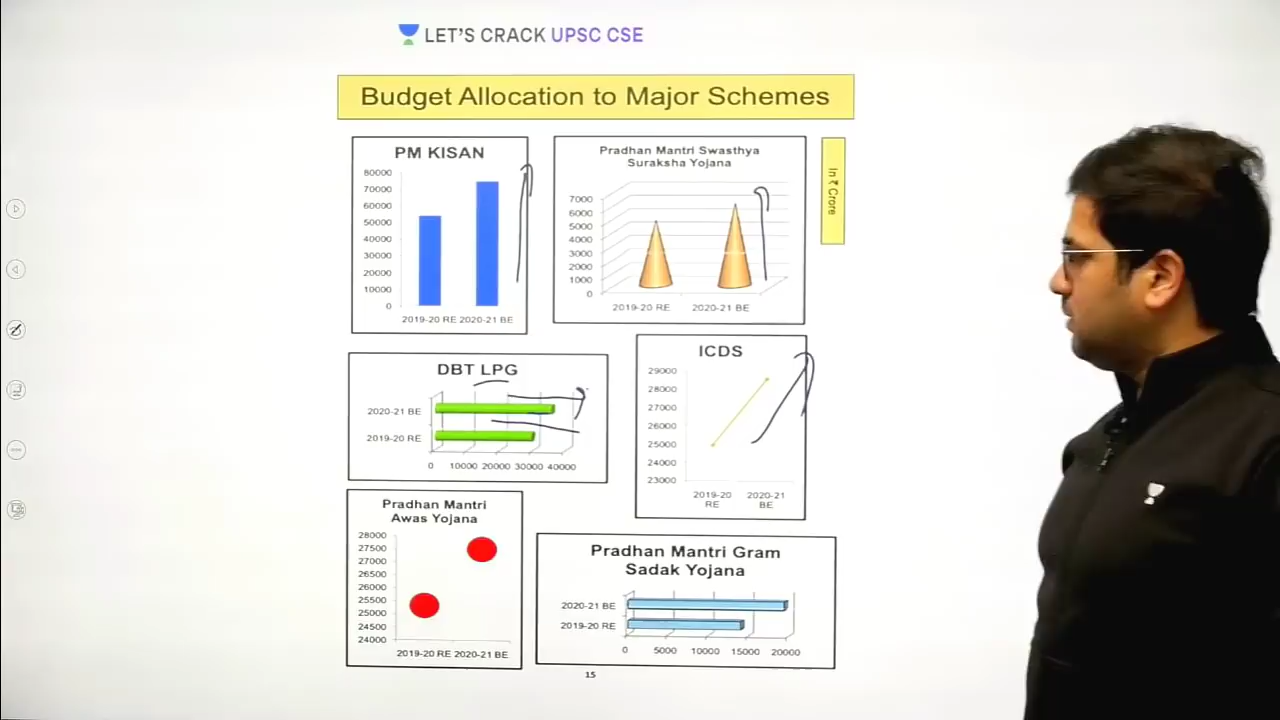 LET'S CRACK UPSC CSE
Budget Allocation to Major Schemes
PM KISAN
80000
70000
60000
50000
40000
30000
20000
10000
0
2019-20 RE 2020-21 BE
Pradhan Mantri Swasthya
Suraksha Yojana
7000
6000
5000
4000
3000
2000
1000
0
2019-20 RE 2020-21 BE
In ₹ Crore
DBT LPG
2020-21 BE
2019-20 RE
0 10000 20000 30000 40000
ICDS
29000
28000
27000
26000
25000
24000
23000
2019-20 2020-21
RE BE
Pradhan Mantri
Awas Yojana
28000
27500
27000
26500
26000
25500
25000
24500
24000
2019-20 RE 2020-21 BE
Pradhan Mantri Gram
Sadak Yojana
2020-21 BE
2019-20 RE
0 5000 10000 15000 20000
15